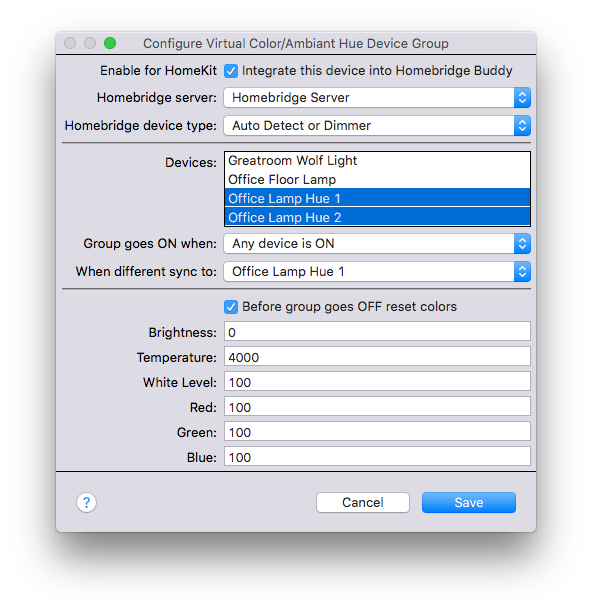 Configure Virtual Color/Ambiant Hue Device Group
Enable for HomeKit Integrate this device into Homebridge Buddy
Homebridge server: Homebridge Server
Homebridge device type: Auto Detect or Dimmer
Devices: Greatroom Wolf Light
Office Floor Lamp
Office Lamp Hue 1
Office Lamp Hue 2
Group goes ON when: Any device is ON
When different sync to: Office Lamp Hue 1
Before group goes OFF reset colors
Brightness: 0
Temperature: 4000
White Level: 100
Red: 100
Green: 100
Blue: 100
? Cancel Save